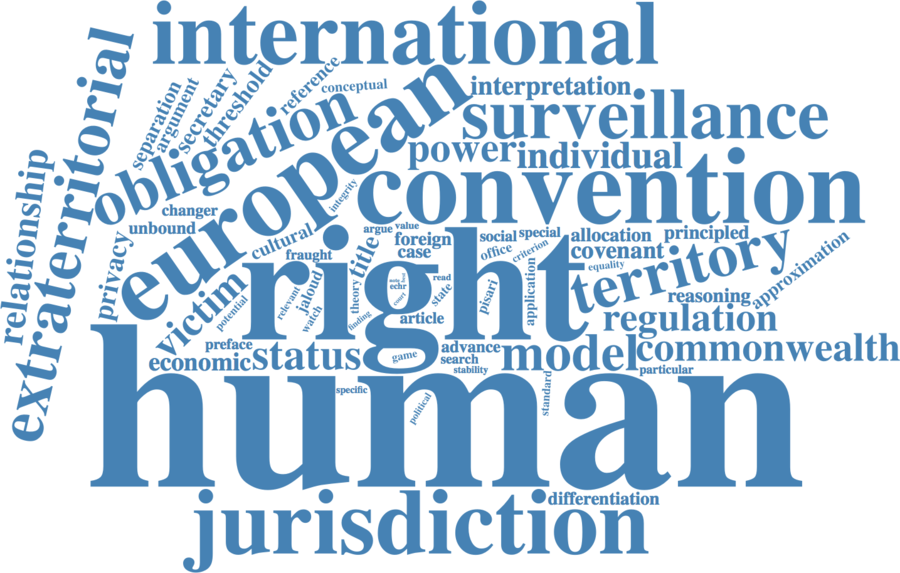 international
separation
argument
secretary
threshold
reference
conceptual
interpretation
extraterritorial
obligation
european
surveillance
power
individual
relationship
convention
integrity
changer
unbound
cultural
argue
value
foreign
case
social
special
office
criterion
allocation
principled
covenant
equality
territory
approximation
privacy
fraught
title
right
victim
potential
relevant
jaloud
watch
theory
finding
echr
court
read
state
article
pisari
application
reasoning
regulation
preface
economic
status
game
advance
search
stability
model
commonwealth
particular
human
specific
political
standard
jurisdiction
differentiation